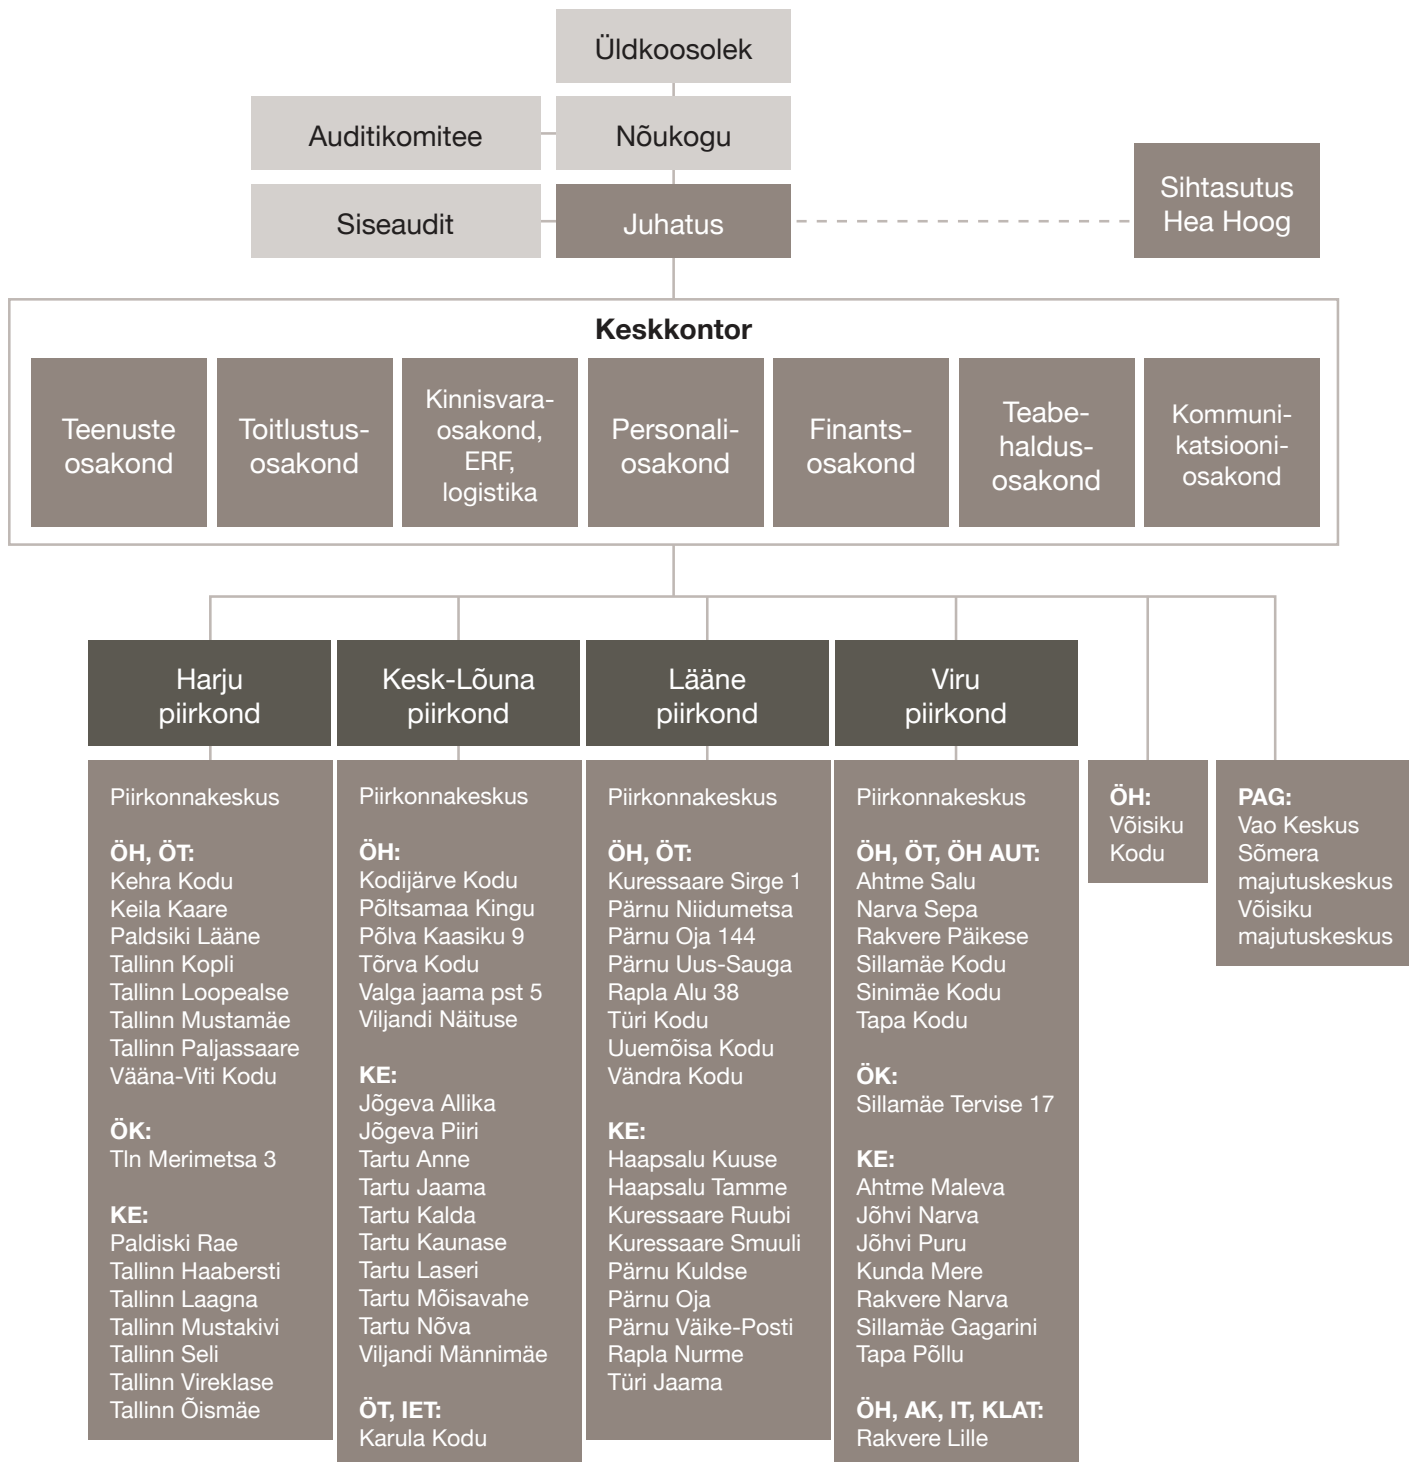 Üldkoosolek
Auditikomitee
Nõukogu
Siseaudit
Juhatus
Sihtasutus
Hea Hoog
Keskkontor
Teenuste
osakond
Toitlustus-
osakond
Kinnisvara-
osakond,
ERF,
logistika
Personali-
osakond
Finants-
osakond
Teabe-
haldus-
osakond
Kommuni-
katsiooni-
osakond
Harju
piirkond
Kesk-Lõuna
piirkond
Lääne
piirkond
Viru
piirkond
Piirkonnakeskus
ÖH, ÖT:
Kehra Kodu
Keila Kaare
Paldsiki Lääne
Tallinn Kopli
Tallinn Loopealse
Tallinn Mustamäe
Tallinn Paljassaare
Vääna-Viti Kodu
ÖK:
Tln Merimetsa 3
KE:
Paldiski Rae
Tallinn Haabersti
Tallinn Laagna
Tallinn Mustakivi
Tallinn Seli
Tallinn Vireklase
Tallinn Õismäe
Piirkonnakeskus
ÖH:
Kodijärve Kodu
Põltsamaa Kingu
Põlva Kaasiku 9
Tõrva Kodu
Valga jaama pst 5
Viljandi Näituse
KE:
Jõgeva Allika
Jõgeva Piiri
Tartu Anne
Tartu Jaama
Tartu Kalda
Tartu Kaunase
Tartu Laseri
Tartu Mõisavahe
Tartu Nõva
Viljandi Männimäe
ÖT, IET:
Karula Kodu
Piirkonnakeskus
ÖH, ÖT:
Kuressaare Sirge 1
Pärnu Niidumetsa
Pärnu Oja 144
Pärnu Uus-Sauga
Rapla Alu 38
Türi Kodu
Uuemõisa Kodu
Vändra Kodu
KE:
Haapsalu Kuuse
Haapsalu Tamme
Kuressaare Ruubi
Kuressaare Smuuli
Pärnu Kuldse
Pärnu Oja
Pärnu Väike-Posti
Rapla Nurme
Türi Jaama
Piirkonnakeskus
ÖH, ÖT, ÖH AUT:
Ahtme Salu
Narva Sepa
Rakvere Päikese
Sillamäe Kodu
Sinimäe Kodu
Tapa Kodu
ÖK:
Sillamäe Tervise 17
KE:
Ahtme Maleva
Jõhvi Narva
Jõhvi Puru
Kunda Mere
Rakvere Narva
Sillamäe Gagarini
Tapa Põllu
ÖH, AK, IT, KLAT:
Rakvere Lille
ÖH:
Võisiku
Kodu
PAG:
Vao Keskus
Sõmera
majutuskeskus
Võisiku
majutuskeskus